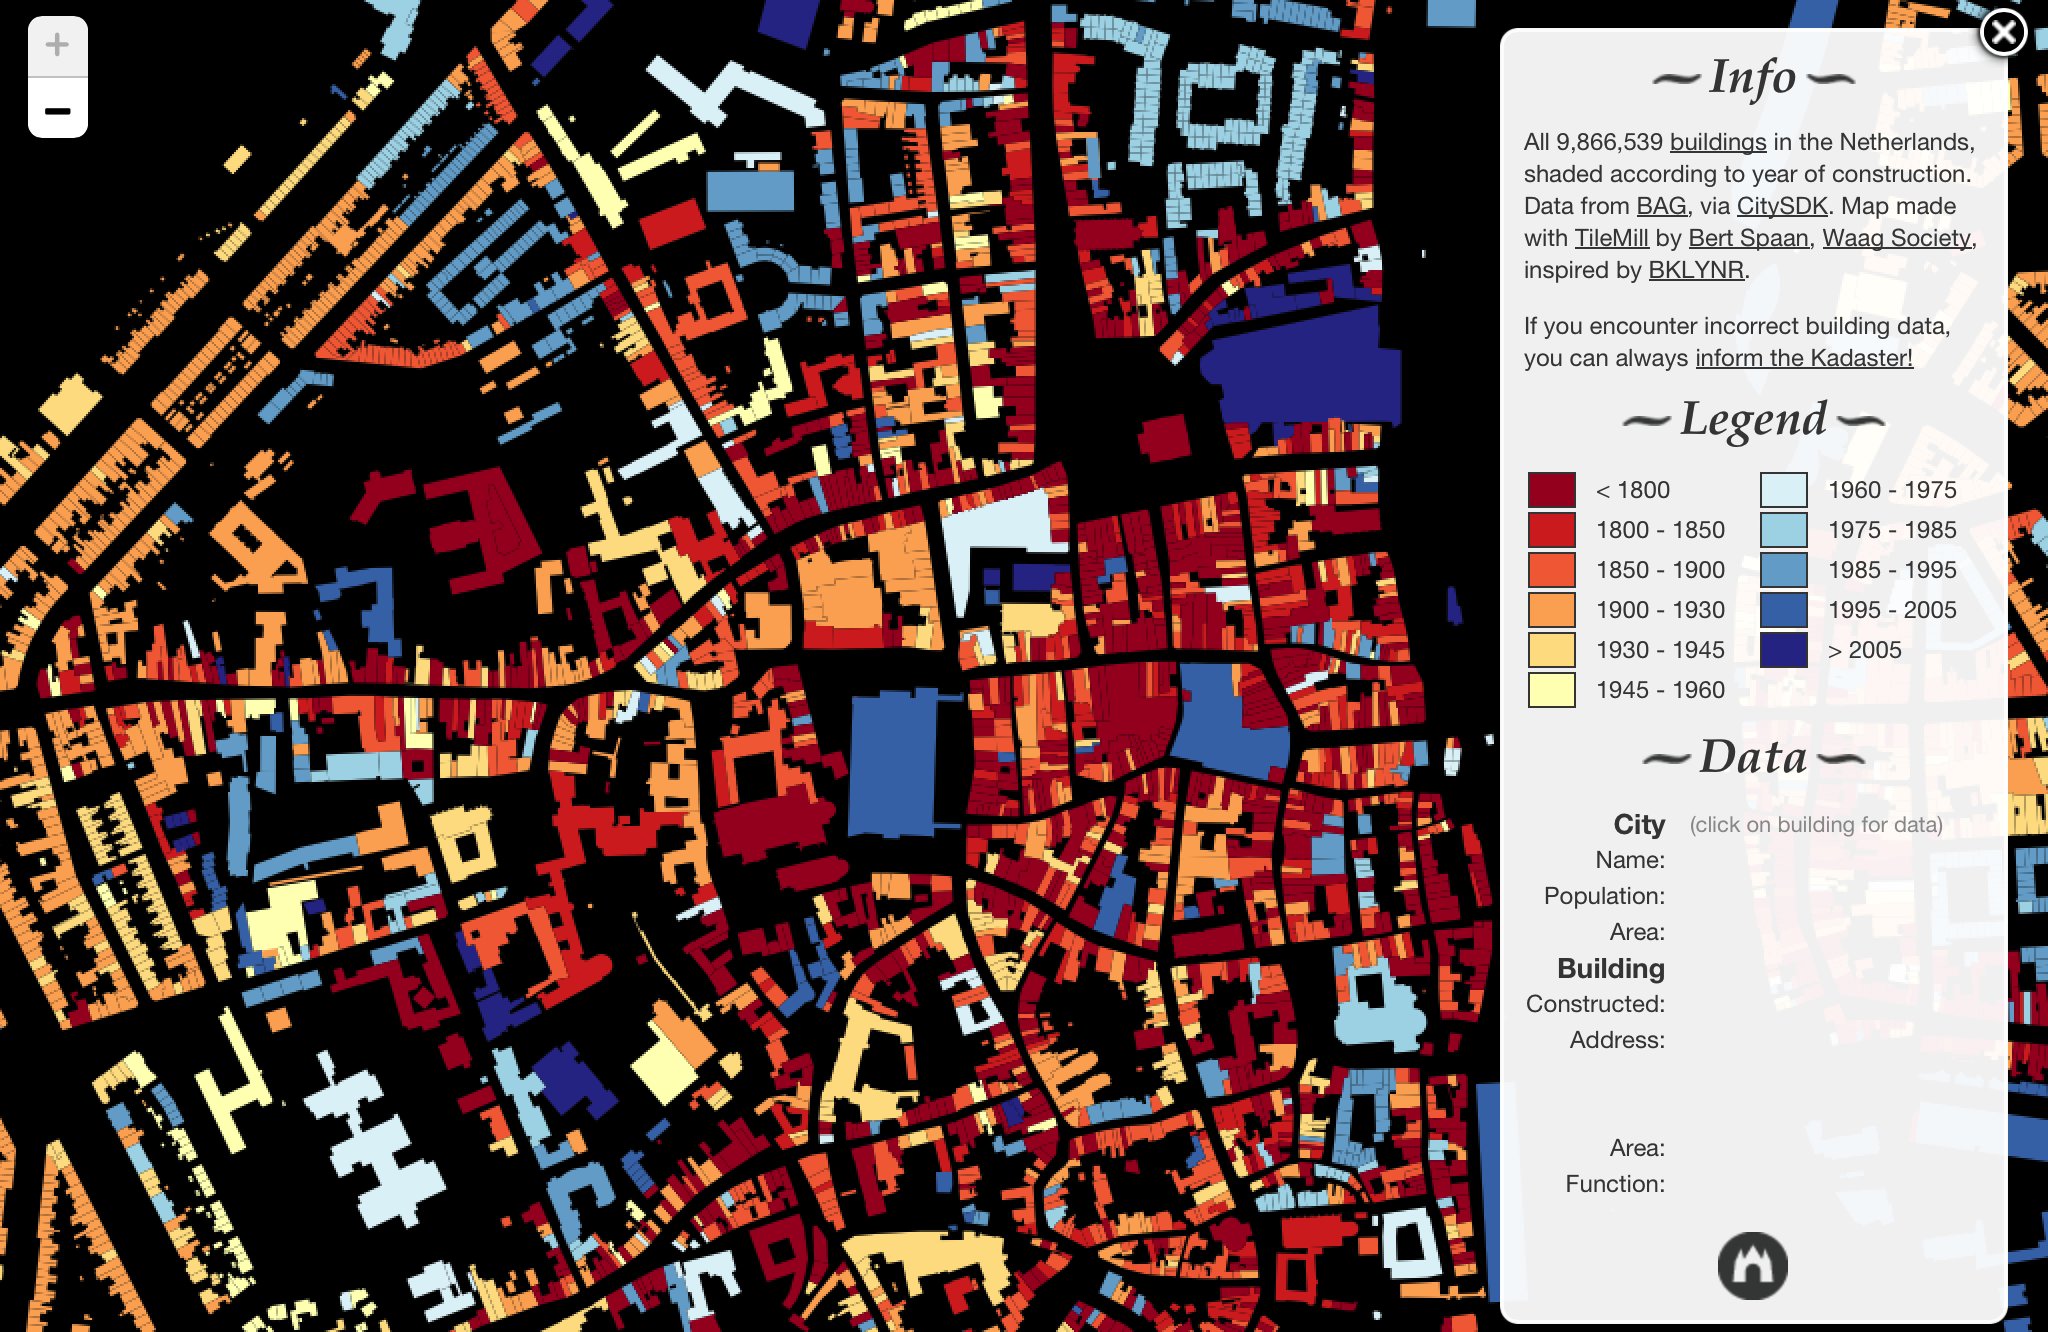 +
−
Info
All 9,866,539 buildings in the Netherlands,
shaded according to year of construction.
Data from BAG, via CitySDK. Map made
with TileMill by Bert Spaan, Waag Society,
inspired by BKLYNR.
If you encounter incorrect building data,
you can always inform the Kadaster!
Legend
< 1800
1800 - 1850
1850 - 1900
1900 - 1930
1930 - 1945
1945 - 1960
1960 - 1975
1975 - 1985
1985 - 1995
1995 - 2005
> 2005
Data
City (click on building for data)
Name:
Population:
Area:
Building
Constructed:
Address:
Area:
Function: